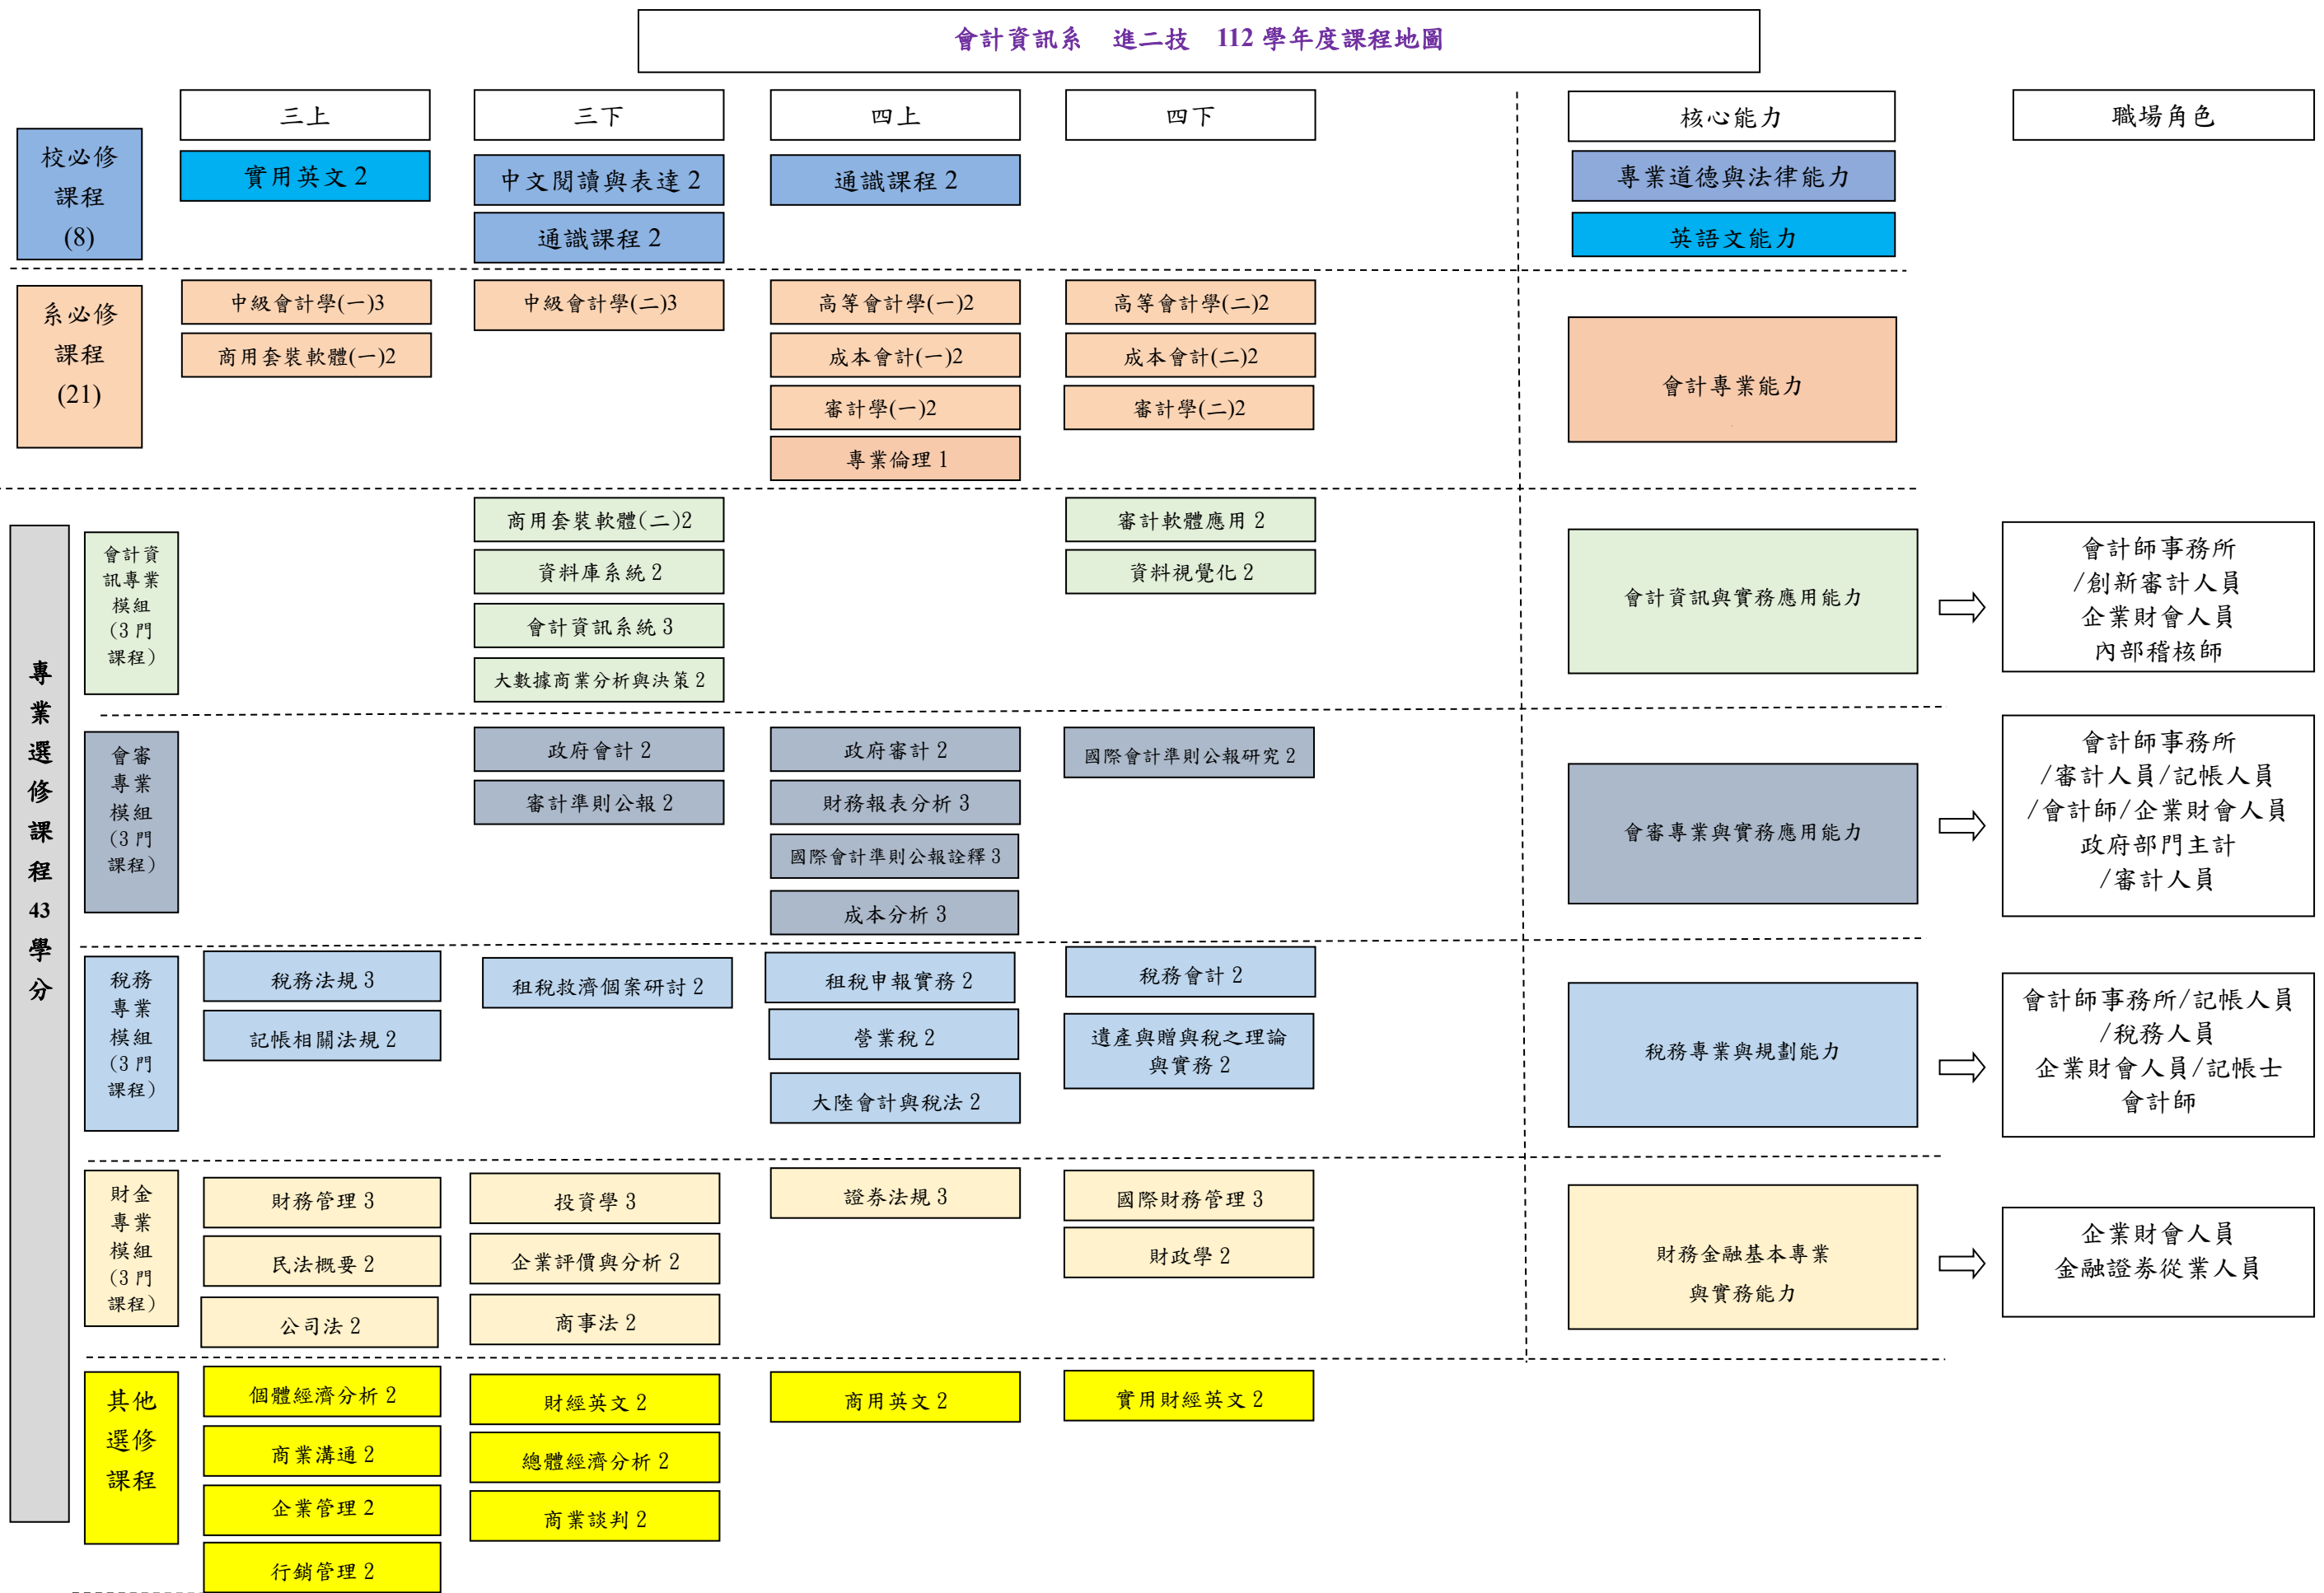 會計資訊系 進二技 112 學年度課程地圖
三上
三下
四上
四下
核心能力
職場角色
校必修
課程
(8)
實用英文 2
中文閱讀與表達 2
通識課程 2
專業道德與法律能力
通識課程 2
英語文能力
系必修
課程
(21)
中級會計學(一)3
中級會計學(二)3
高等會計學(一)2
高等會計學(二)2
商用套裝軟體(一)2
成本會計(一)2
成本會計(二)2
審計學(一)2
審計學(二)2
專業倫理 1
會計專業能力
專業選修課程 43 學分
會計資
訊專業
模組
(3 門
課程)
商用套裝軟體(二)2
審計軟體應用 2
資料庫系統 2
資料視覺化 2
會計資訊系統 3
大數據商業分析與決策 2
會計資訊與實務應用能力
會計師事務所
/創新審計人員
企業財會人員
內部稽核師
會審
專業
模組
(3 門
課程)
政府會計 2
政府審計 2
國際會計準則公報研究 2
審計準則公報 2
財務報表分析 3
國際會計準則公報詮釋 3
成本分析 3
會審專業與實務應用能力
會計師事務所
/審計人員/記帳人員
/會計師/企業財會人員
政府部門主計
/審計人員
稅務
專業
模組
(3 門
課程)
稅務法規 3
租稅救濟個案研討 2
租稅申報實務 2
稅務會計 2
記帳相關法規 2
營業稅 2
遺產與贈與稅之理論
與實務 2
大陸會計與稅法 2
稅務專業與規劃能力
會計師事務所/記帳人員
/稅務人員
企業財會人員/記帳士
會計師
財金
專業
模組
(3 門
課程)
財務管理 3
投資學 3
證券法規 3
國際財務管理 3
民法概要 2
企業評價與分析 2
財政學 2
公司法 2
商事法 2
財務金融基本專業
與實務能力
企業財會人員
金融證券從業人員
其他
選修
課程
個體經濟分析 2
財經英文 2
商用英文 2
實用財經英文 2
商業溝通 2
總體經濟分析 2
企業管理 2
商業談判 2
行銷管理 2